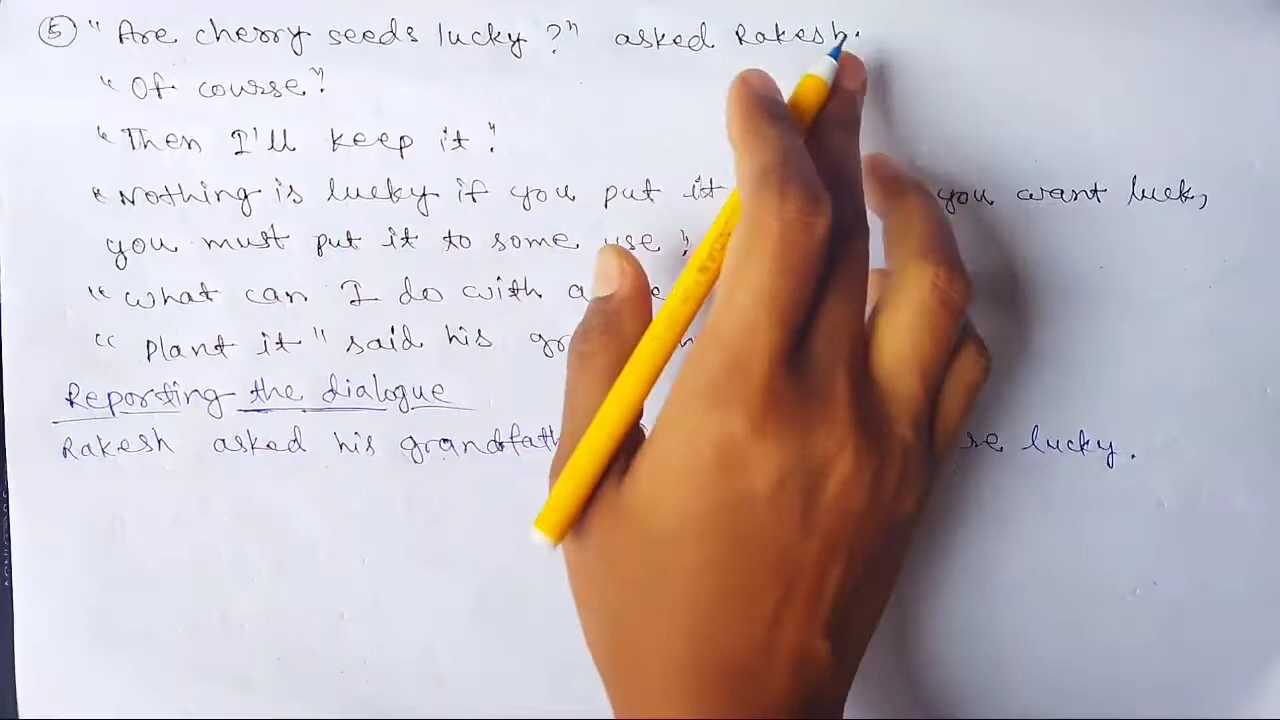 ⑤ "Are cherry seeds lucky ?" asked Rakesh.
"Of course".
"Then I'll keep it".
"Nothing is lucky if you put it you want luck,
you must put it to some use".
"What can I do with a
"Plant it" said his
Reporting the dialogue
Rakesh asked his lucky.